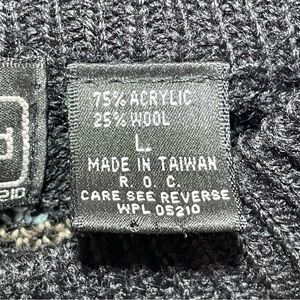 75% ACRYLIC
25% WOOL
L
MADE IN TAIWAN
R. O. C.
CARE SEE REVERSE
WPL 05210